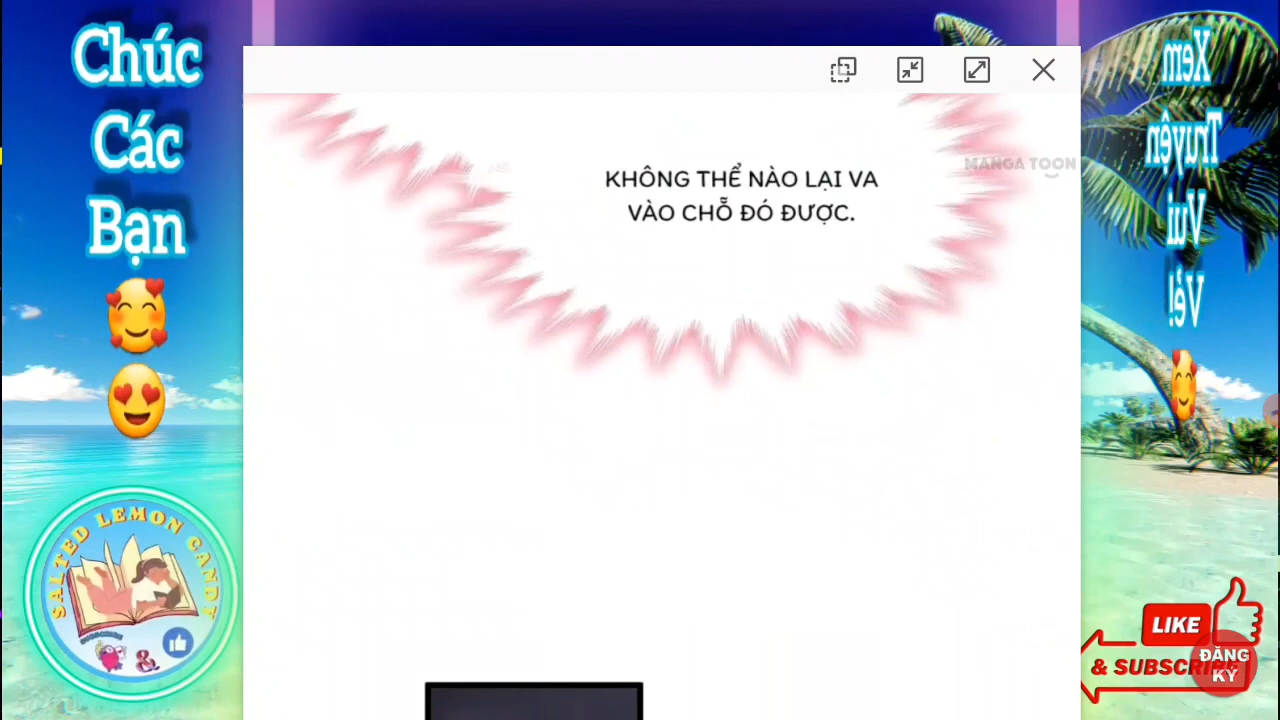 Chúc
Các
Bạn
KHÔNG THỂ NÀO LẠI VA
VÀO CHỖ ĐÓ ĐƯỢC.
MANGA TOON
Xem
Truyện
Vui
Vẻ!
SALTED LEMON CANDY
SUBSCRIBE
&
LIKE
& SUBSCRIBE
ĐĂNG
KÝ